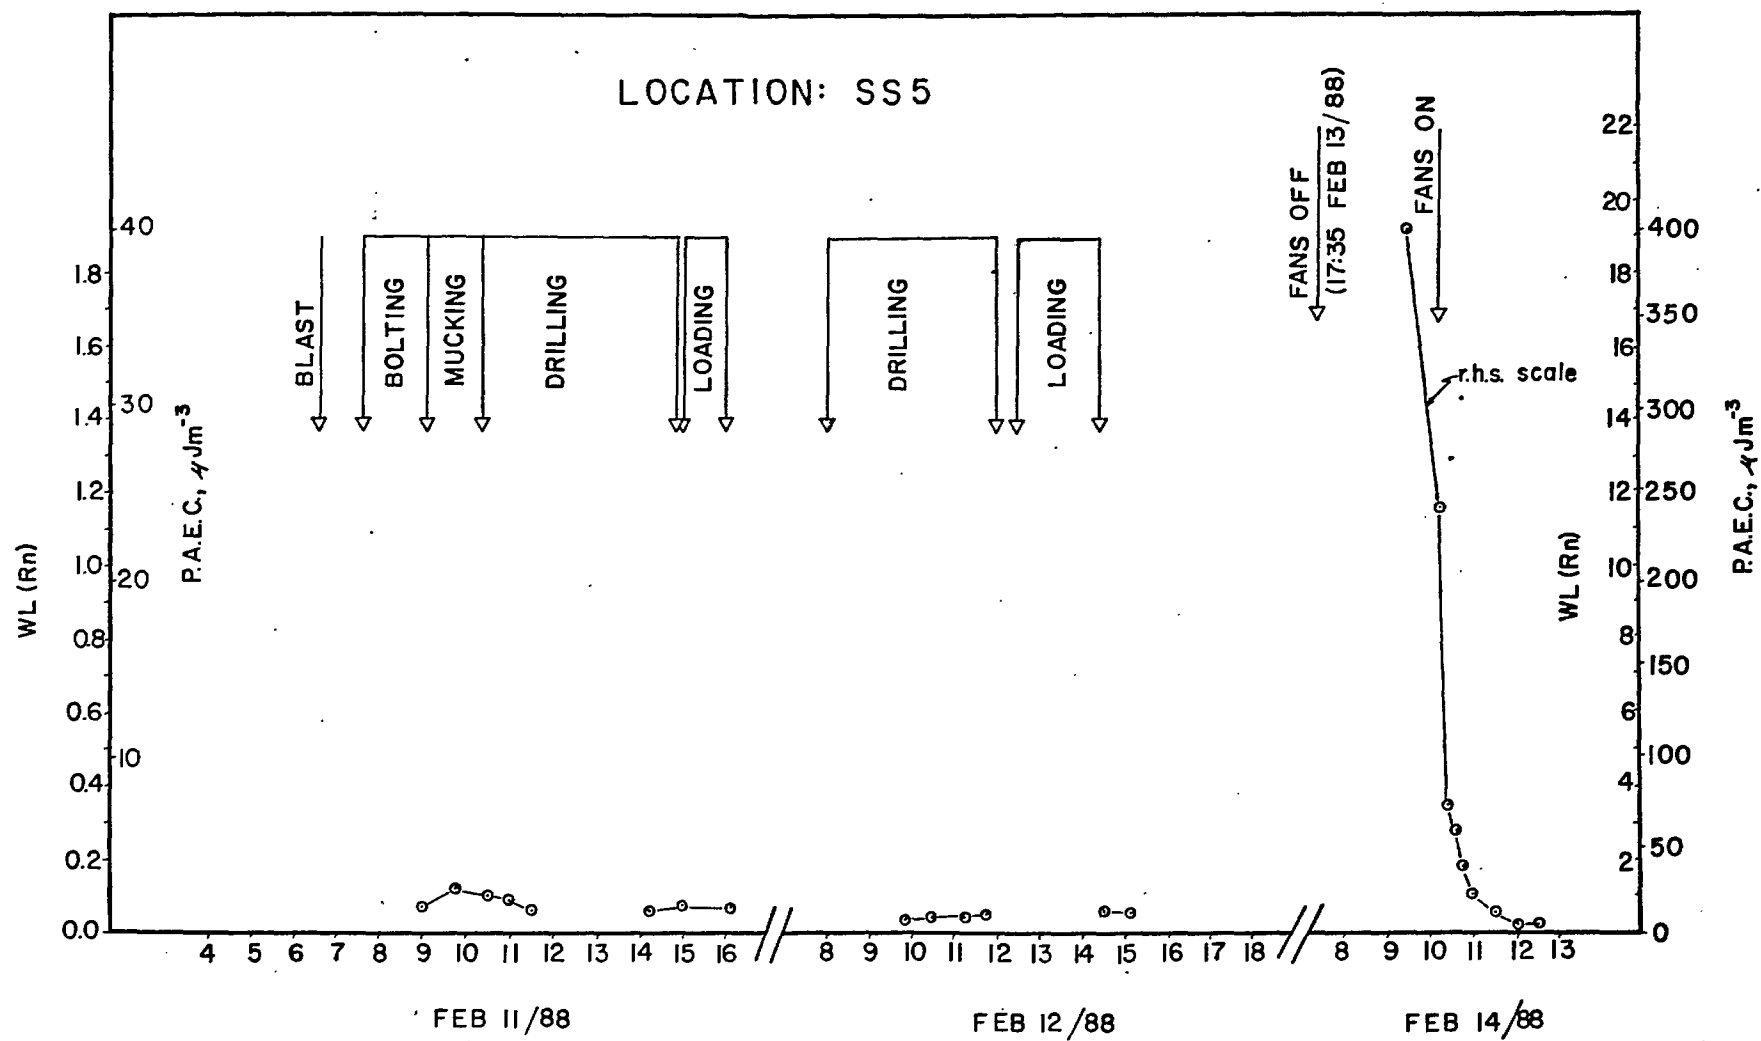 LOCATION: SS5
BLAST
BOLTING
MUCKING
DRILLING
LOADING
DRILLING
LOADING
FANS OFF
(17:35 FEB 13/88)
FANS ON
r.h.s. scale
WL (Rn)
1.8
1.6
1.4
1.2
1.0
0.8
0.6
0.4
0.2
0.0
P.A.E.C., μJm⁻³
40
30
20
10
WL (Rn)
22
20
18
16
14
12
10
8
6
4
2
P.A.E.C., μJm⁻³
400
350
300
250
200
150
100
50
0
4 5 6 7 8 9 10 11 12 13 14 15 16
8 9 10 11 12 13 14 15 16 17 18
8 9 10 11 12 13
FEB 11/88
FEB 12/88
FEB 14/88